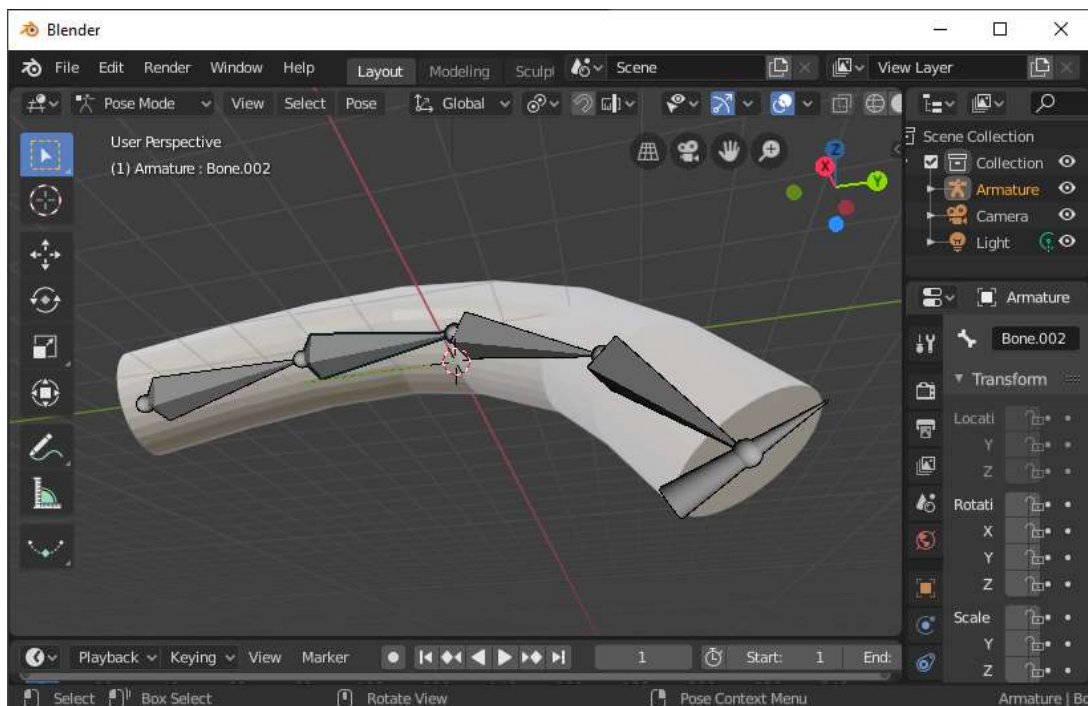 Blender
File Edit Render Window Help Layout Modeling Sculpt Scene View Layer
Pose Mode View Select Pose Global
User Perspective
(1) Armature : Bone.002
X
Y
Z
Scene Collection
Collection
Armature
Camera
Light
Armature
Bone.002
Transform
Locati
Y
Z
Rotati
X
Y
Z
Scale
Y
Z
Playback Keying View Marker 1 Start: 1 End:
Select Box Select Rotate View Pose Context Menu Armature | Bo